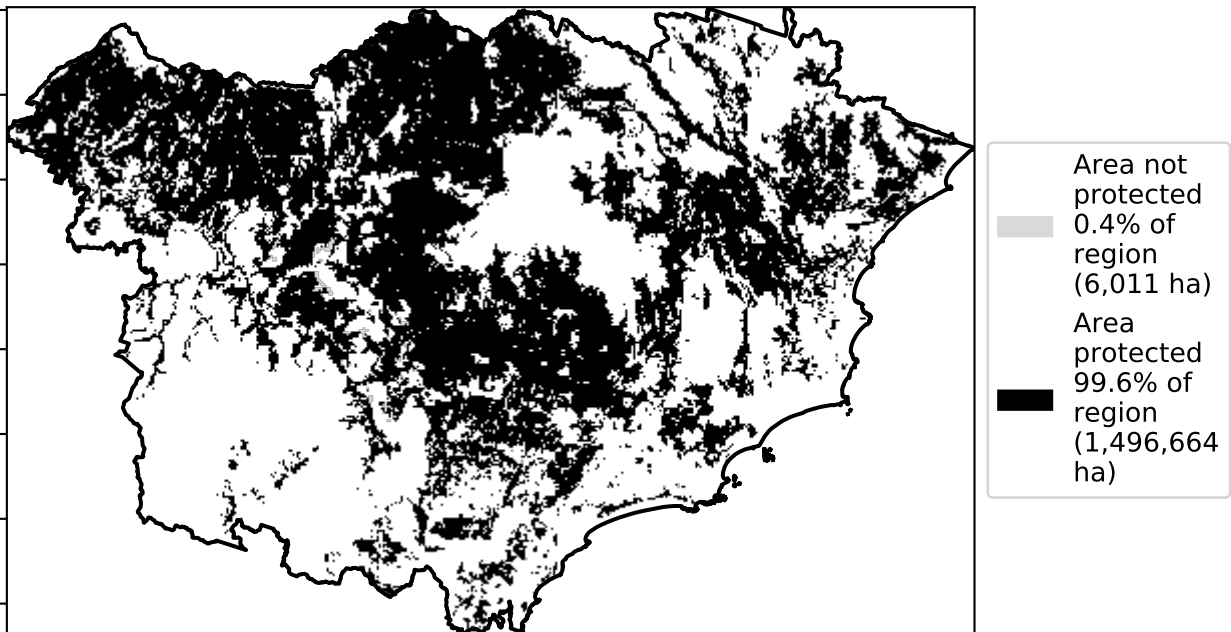 Area not
protected
0.4% of
region
(6,011 ha)
Area
protected
99.6% of
region
(1,496,664
ha)